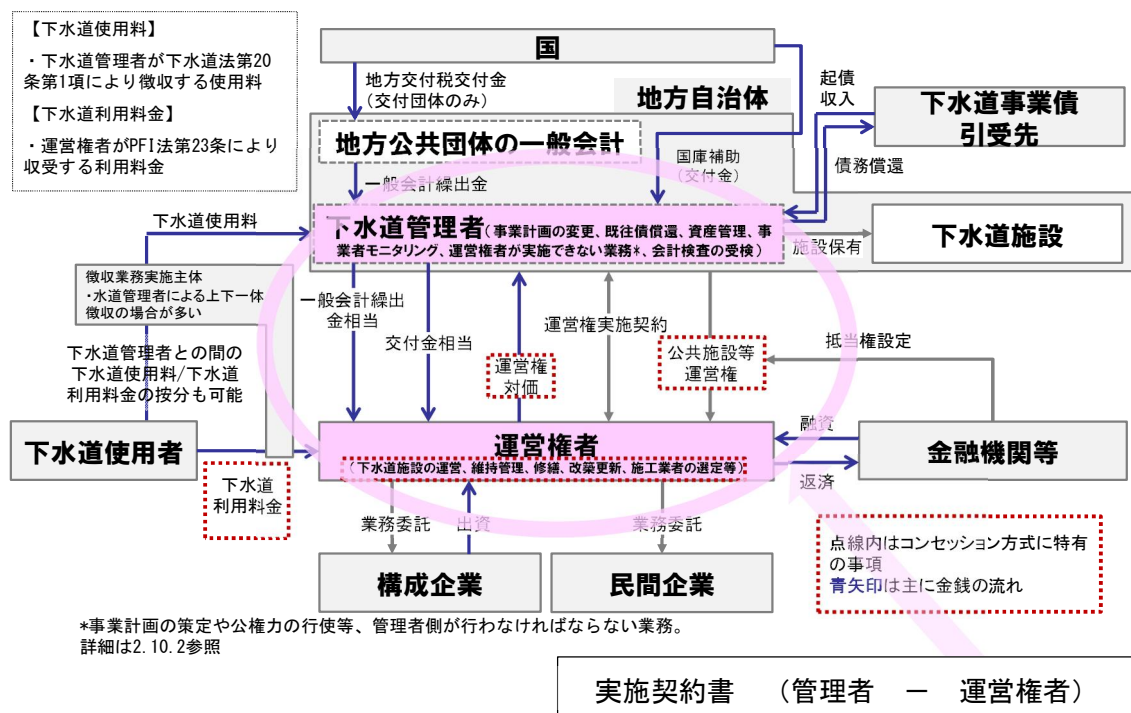 【下水道使用料】
・下水道管理者が下水道法第20
条第1項により徴収する使用料
【下水道利用料金】
・運営権者がPFI法第23条により
収受する利用料金
国
地方交付税交付金
(交付団体のみ)
地方自治体
起債
収入
下水道事業債
引受先
地方公共団体の一般会計
国庫補助
(交付金)
債務償還
一般会計繰出金
下水道使用料
下水道管理者(事業計画の変更、既往債償還、資産管理、事
業者モニタリング、運営権者が実施できない業務*、会計検査の受検)
施設保有
下水道施設
徴収業務実施主体
・水道管理者による上下一体
徴収の場合が多い
一般会計繰出
金相当
交付金相当
運営権
対価
運営権実施契約
公共施設等
運営権
抵当権設定
下水道管理者との間の
下水道使用料/下水道
利用料金の按分も可能
下水道使用者
運営権者
(下水道施設の運営、維持管理、修繕、改築更新、施工業者の選定等)
融資
金融機関等
返済
下水道
利用料金
業務委託
出資
業務委託
構成企業
民間企業
点線内はコンセッション方式に特有
の事項
青矢印は主に金銭の流れ
*事業計画の策定や公権力の行使等、管理者側が行わなければならない業務。
詳細は2.10.2参照
実施契約書 (管理者 － 運営権者)